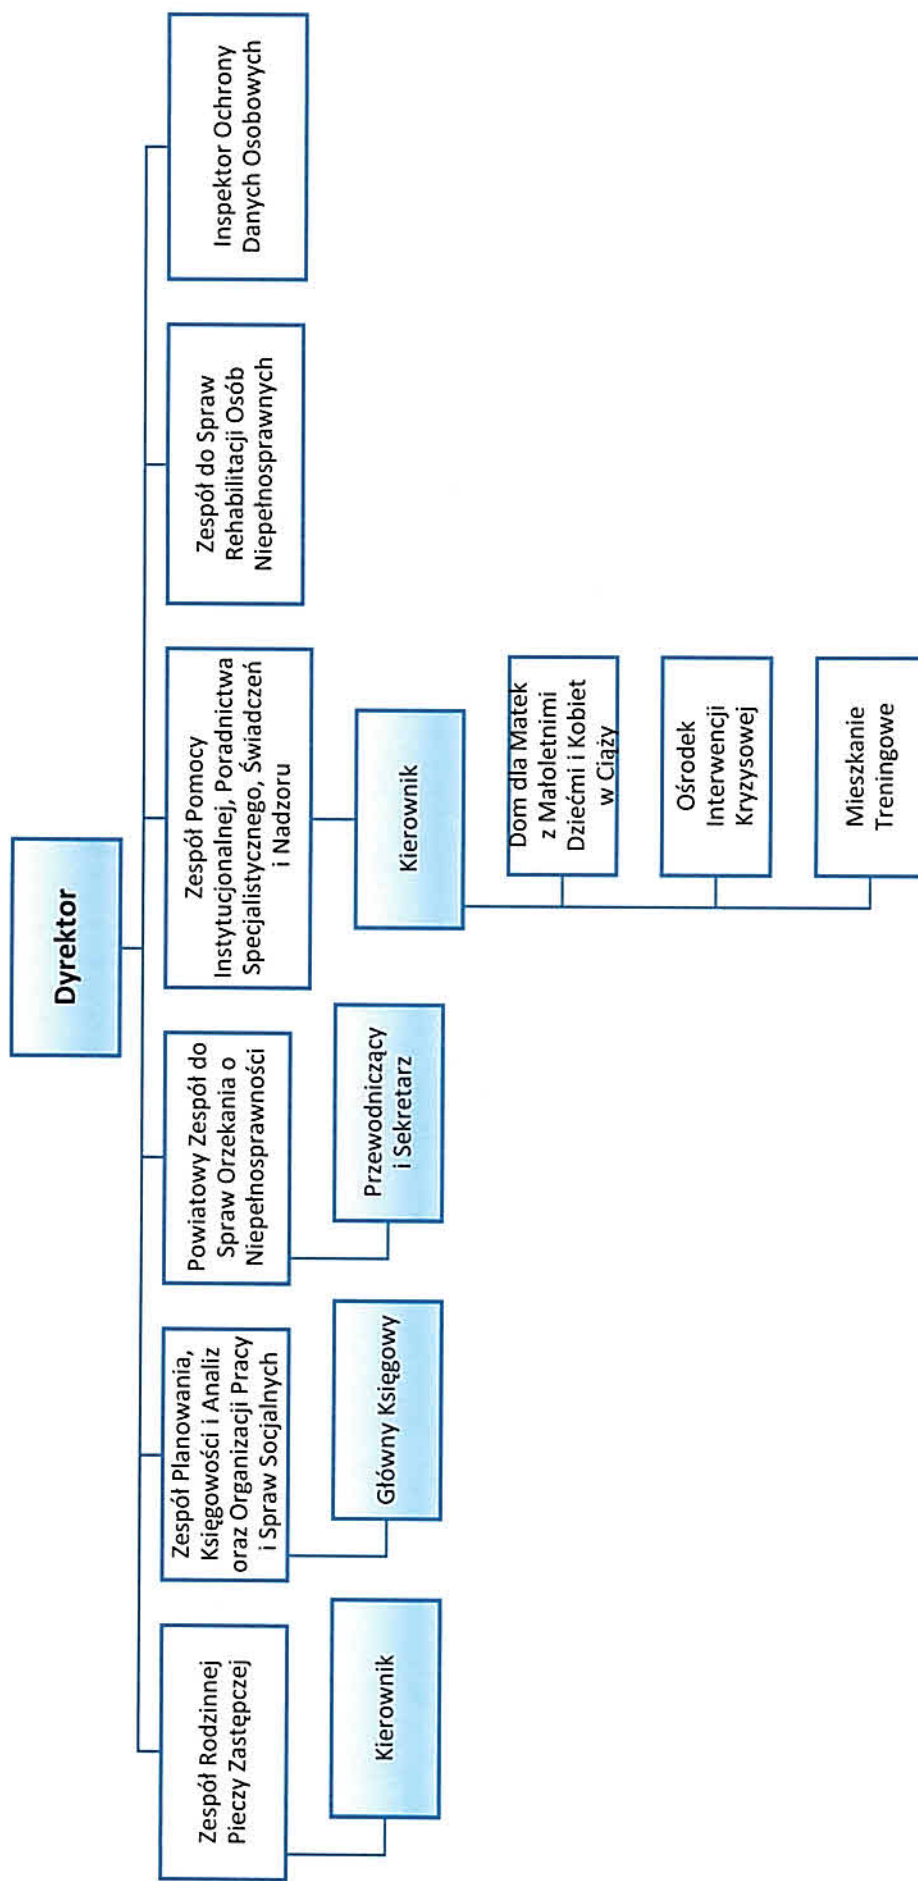 Dyrektor
Zespół Rodzinnej
Pieczy Zastępczej
Kierownik
Zespół Planowania,
Księgowości i Analiz
oraz Organizacji Pracy
i Spraw Socjalnych
Główny Księgowy
Powiatowy Zespół do
Spraw Orzekania o
Niepełnosprawności
Przewodniczący
i Sekretarz
Zespół Pomocy
Instytucjonalnej, Poradnictwa
Specjalistycznego, Świadczeń
i Nadzoru
Kierownik
Dom dla Matek
z Małoletnimi
Dziećmi i Kobiet
w Ciąży
Ośrodek
Interwencji
Kryzysowej
Mieszkanie
Treningowe
Zespół do Spraw
Rehabilitacji Osób
Niepełnosprawnych
Inspektor Ochrony
Danych Osobowych